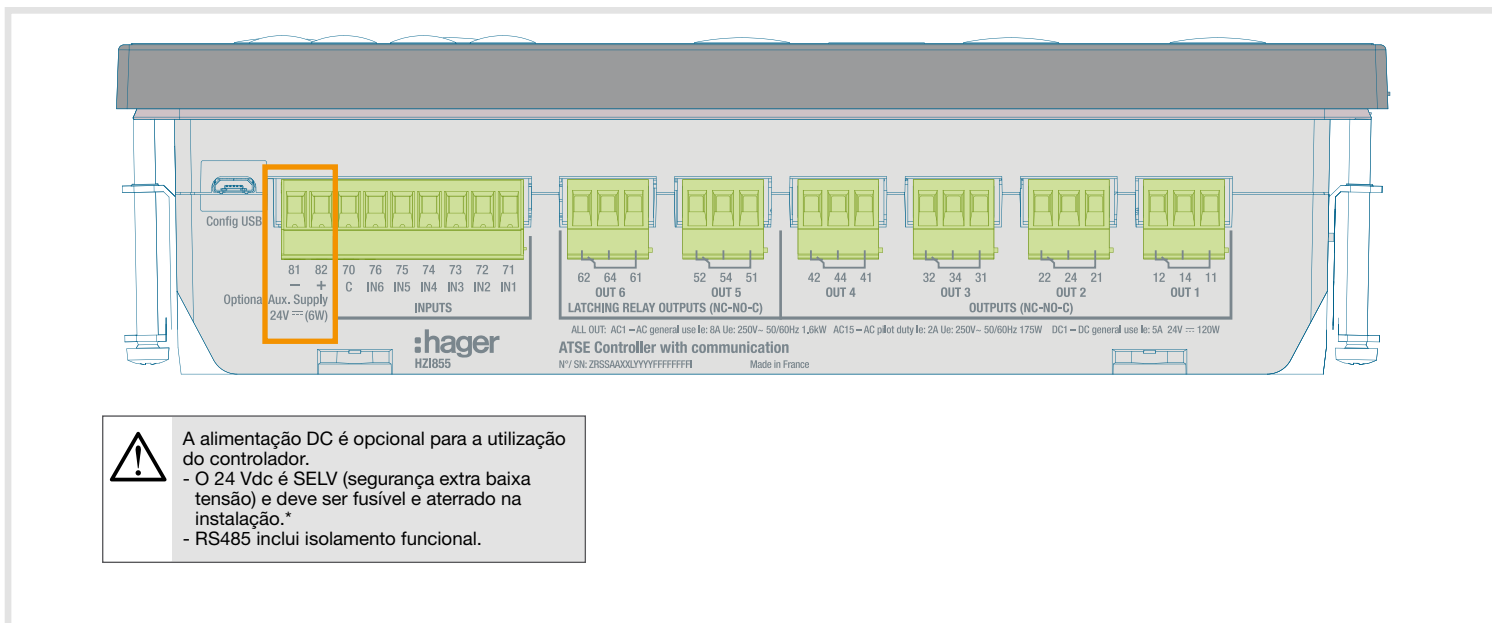 Config USB
81 82 70 76 75 74 73 72 71
– + C IN6 IN5 IN4 IN3 IN2 IN1
Optional Aux. Supply
24V ⎓ (6W)
INPUTS
62 64 61
OUT 6
52 54 51
OUT 5
LATCHING RELAY OUTPUTS (NC-NO-C)
42 44 41
OUT 4
32 34 31
OUT 3
22 24 21
OUT 2
12 14 11
OUT 1
OUTPUTS (NC-NO-C)
ALL OUT: AC1 – AC general use Ie: 8A Ue: 250V~ 50/60Hz 1,6kW AC15 – AC pilot duty Ie: 2A Ue: 250V~ 50/60Hz 175W DC1 – DC general use Ie: 5A 24V ⎓ 120W
:hager
HZI855
ATSE Controller with communication
N°/ SN: ZRSSAAXXLYYYYFFFFFFFFI Made in France
A alimentação DC é opcional para a utilização
do controlador.
- O 24 Vdc é SELV (segurança extra baixa
tensão) e deve ser fusível e aterrado na
instalação.*
- RS485 inclui isolamento funcional.